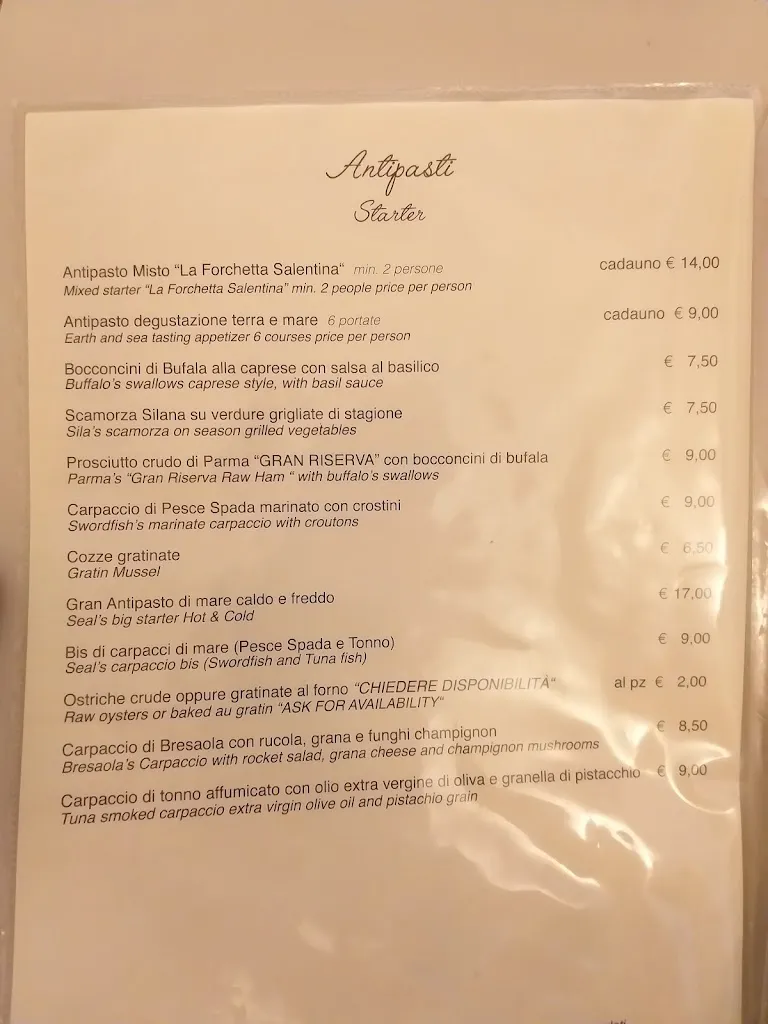 Antipasti
Starter
Antipasto Misto “La Forchetta Salentina“ min. 2 persone cadauno € 14,00
Mixed starter “La Forchetta Salentina” min. 2 people price per person
Antipasto degustazione terra e mare 6 portate cadauno € 9,00
Earth and sea tasting appetizer 6 courses price per person
Bocconcini di Bufala alla caprese con salsa al basilico € 7,50
Buffalo’s swallows caprese style, with basil sauce
Scamorza Silana su verdure grigliate di stagione € 7,50
Sila’s scamorza on season grilled vegetables
Prosciutto crudo di Parma “GRAN RISERVA” con bocconcini di bufala € 9,00
Parma’s “Gran Riserva Raw Ham “ with buffalo’s swallows
Carpaccio di Pesce Spada marinato con crostini € 9,00
Swordfish’s marinate carpaccio with croutons
Cozze gratinate € 6,50
Gratin Mussel
Gran Antipasto di mare caldo e freddo € 17,00
Seal’s big starter Hot & Cold
Bis di carpacci di mare (Pesce Spada e Tonno) € 9,00
Seal’s carpaccio bis (Swordfish and Tuna fish)
Ostriche crude oppure gratinate al forno “CHIEDERE DISPONIBILITÀ“ al pz € 2,00
Raw oysters or baked au gratin “ASK FOR AVAILABILITY“
Carpaccio di Bresaola con rucola, grana e funghi champignon € 8,50
Bresaola’s Carpaccio with rocket salad, grana cheese and champignon mushrooms
Carpaccio di tonno affumicato con olio extra vergine di oliva e granella di pistacchio € 9,00
Tuna smoked carpaccio extra virgin olive oil and pistachio grain